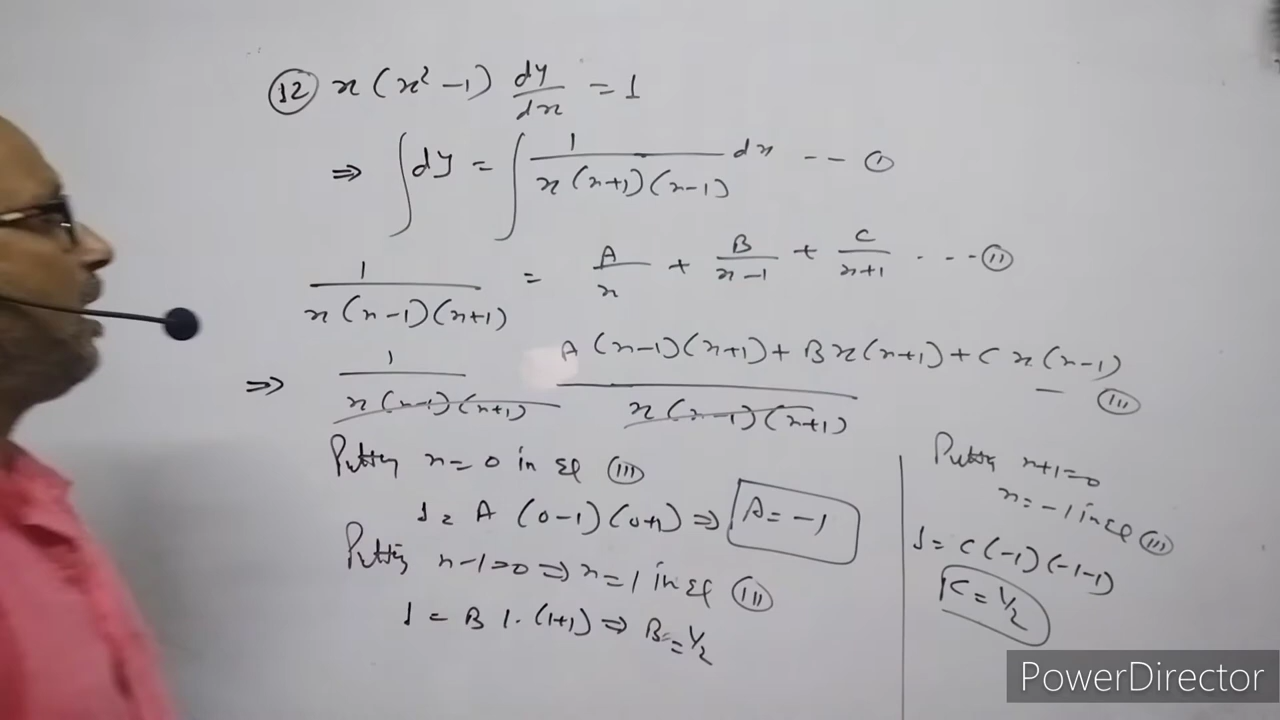 (12) x (x² - 1) dy/dx = 1
⇒ ∫ dy = ∫ 1/(x (x+1) (x-1)) dx -- (i)
1/(x (x-1) (x+1)) = A/x + B/(x-1) + C/(x+1) ---- (ii)
⇒ 1/(x (x-1) (x+1)) A (x-1) (x+1) + B x (x+1) + C x (x-1)/(x (x-1) (x+1)) — (iii)
Putting x = 0 in eq (iii)
1 = A (0-1) (0+1) ⇒ A = -1
Putting x-1=0 ⇒ x=1 in eq (iii)
1 = B 1. (1+1) ⇒ B = 1/2
Putting x+1=0
x = -1 in eq (iii)
1 = C (-1) (-1-1)
C = 1/2
PowerDirector